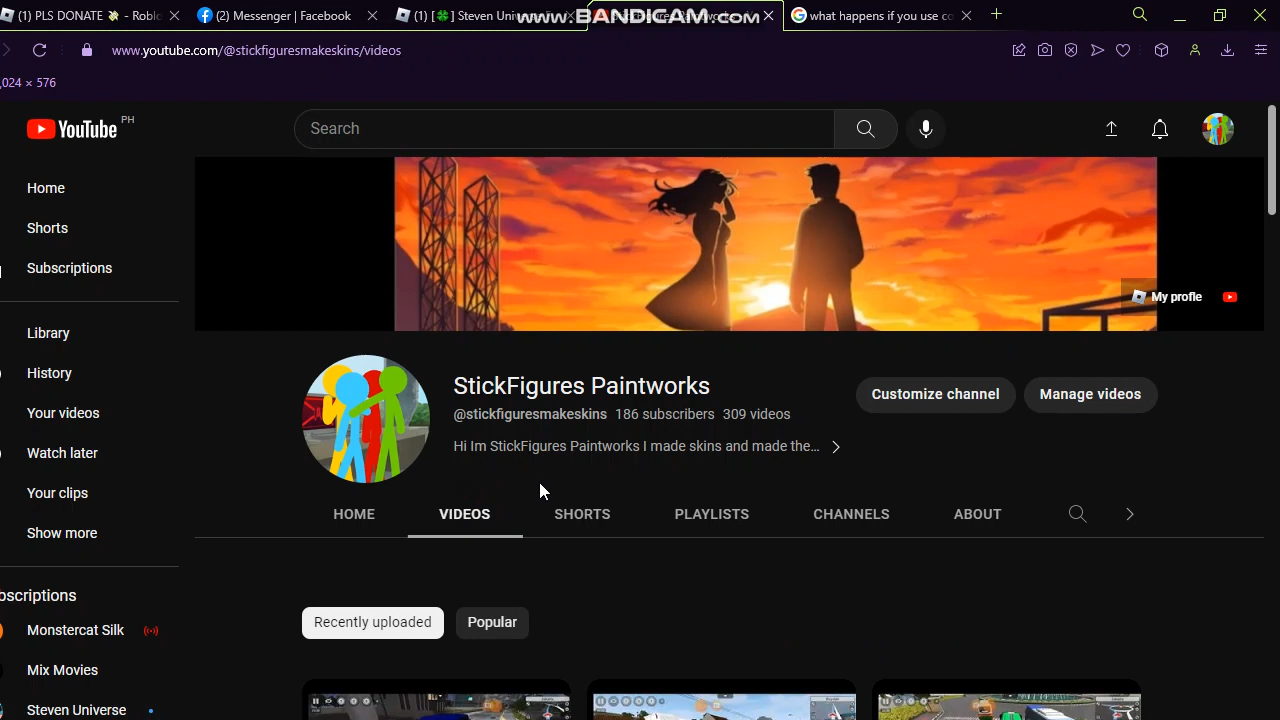 (1) PLS DONATE - Roblo
(2) Messenger | Facebook
(1) [ ] Steven Univ
www.BANDICAM.com
what happens if you use co
www.youtube.com/@stickfiguresmakeskins/videos
,024 × 576
YouTube PH
Search
Home
Shorts
Subscriptions
Library
History
Your videos
Watch later
Your clips
Show more
bscriptions
Monstercat Silk
Mix Movies
Steven Universe
My profle
StickFigures Paintworks
@stickfiguresmakeskins 186 subscribers 309 videos
Hi Im StickFigures Paintworks I made skins and made the...
Customize channel
Manage videos
HOME
VIDEOS
SHORTS
PLAYLISTS
CHANNELS
ABOUT
Recently uploaded
Popular